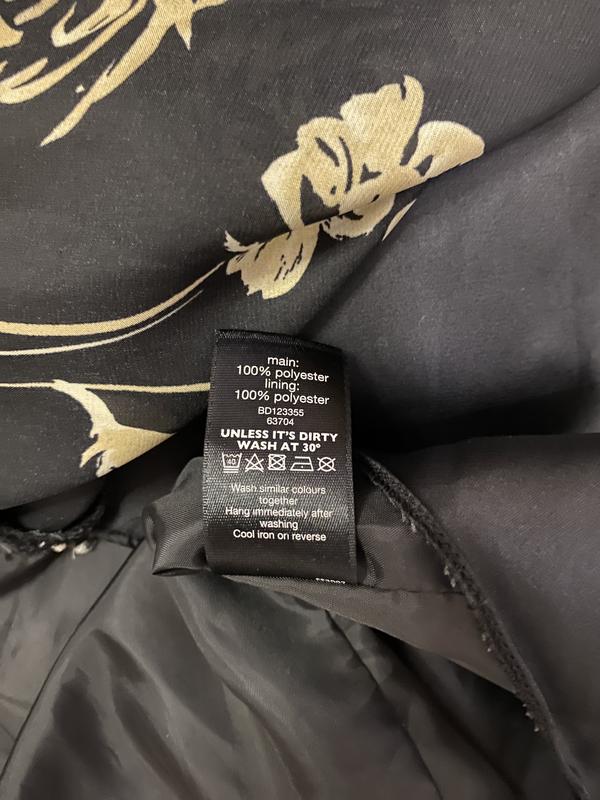 main:
100% polyester
lining:
100% polyester
BD123355
63704
UNLESS IT'S DIRTY
WASH AT 30°
40
Wash similar colours
together
Hang immediately after
washing
Cool iron on reverse